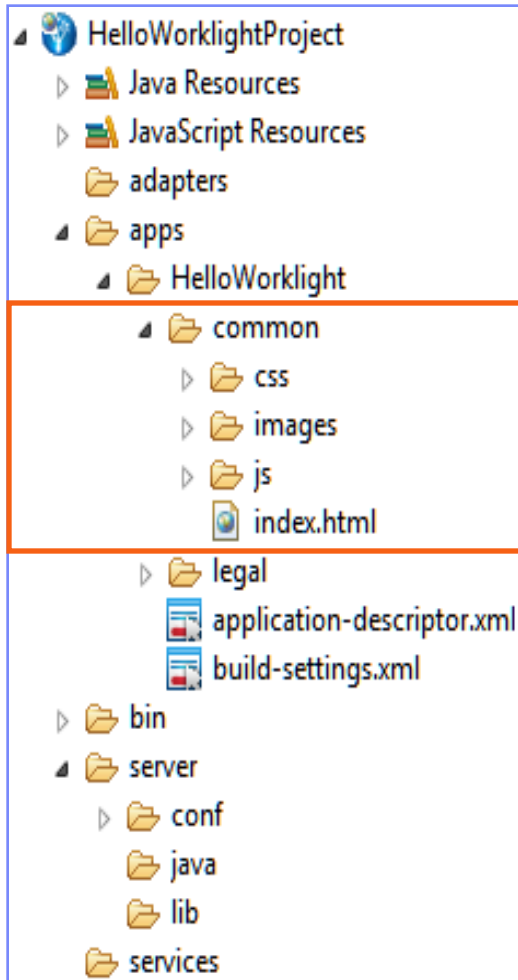 HelloWorklightProject
Java Resources
JavaScript Resources
adapters
apps
HelloWorklight
common
css
images
js
index.html
legal
application-descriptor.xml
build-settings.xml
bin
server
conf
java
lib
services